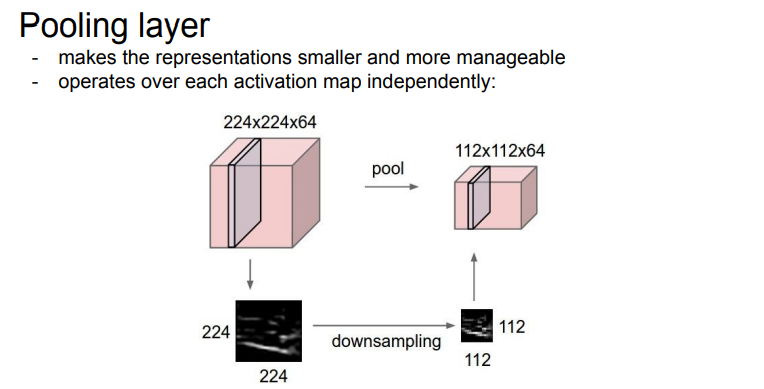 Pooling layer
- makes the representations smaller and more manageable
- operates over each activation map independently:
224x224x64
112x112x64
pool
224
downsampling
112
112
224